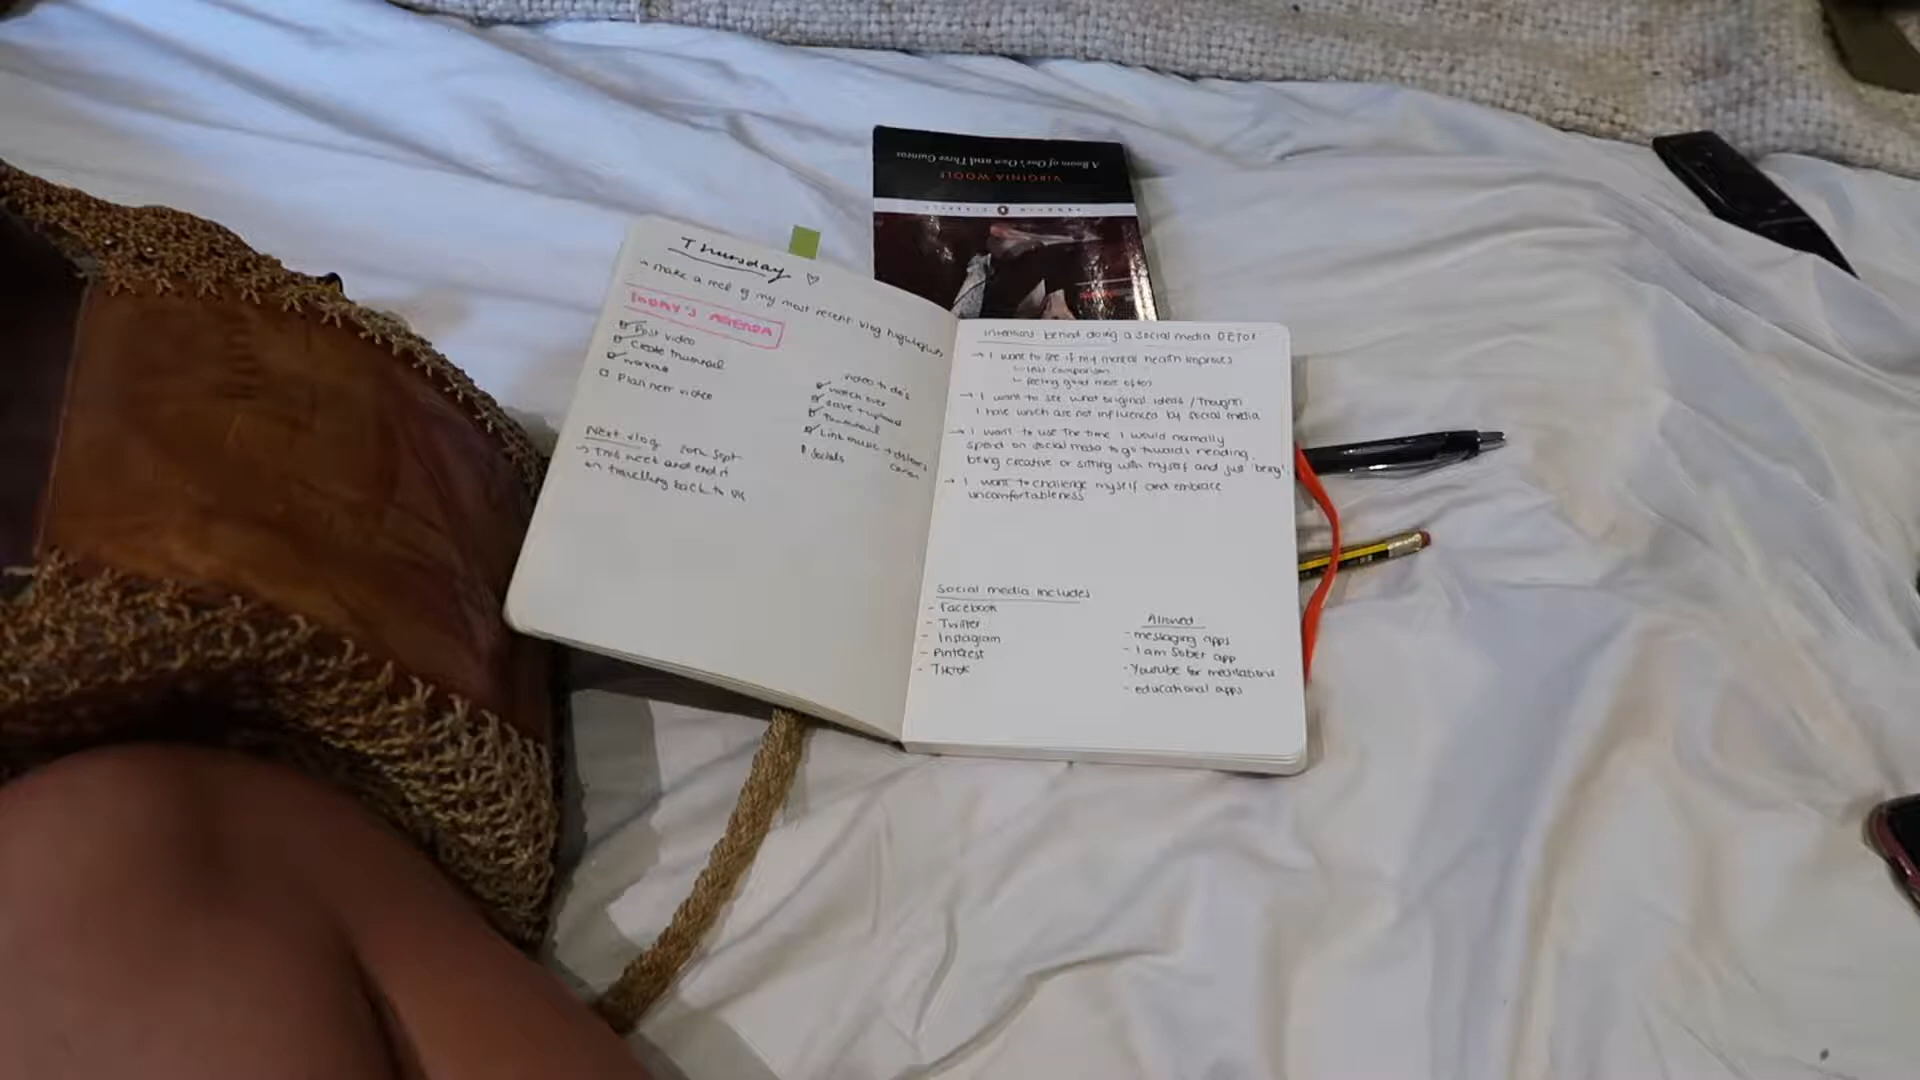 A Room of One's Own and Three Guineas
VIRGINIA WOOLF
Thursday
→ Make a reel of my most recent vlog highlights
TODAY'S AGENDA
Post video
Create thumbnail
workout
Plan next video
video to do's
watch over
save + upload
Thumbnail
Link music + dislaimer
Socials
Next vlog 20th Sept
→ This week and end it
on travelling back to UK
Intentions behind doing a social media DETOX
→ I want to see if my mental health improves
↳ less comparison
↳ feeling good more often
→ I want to see what original ideas / thoughts
I have which are not influenced by social media
→ I want to use the time I would normally
spend on social media to go towards reading,
being creative or sitting with myself and just 'being'.
→ I want to challenge myself and embrace
uncomfortableness
Social media includes
- Facebook
- Twitter
- Instagram
- Pinterest
- TikTok
Allowed
- messaging apps
- I am Sober app
- Youtube for meditations
- educational apps